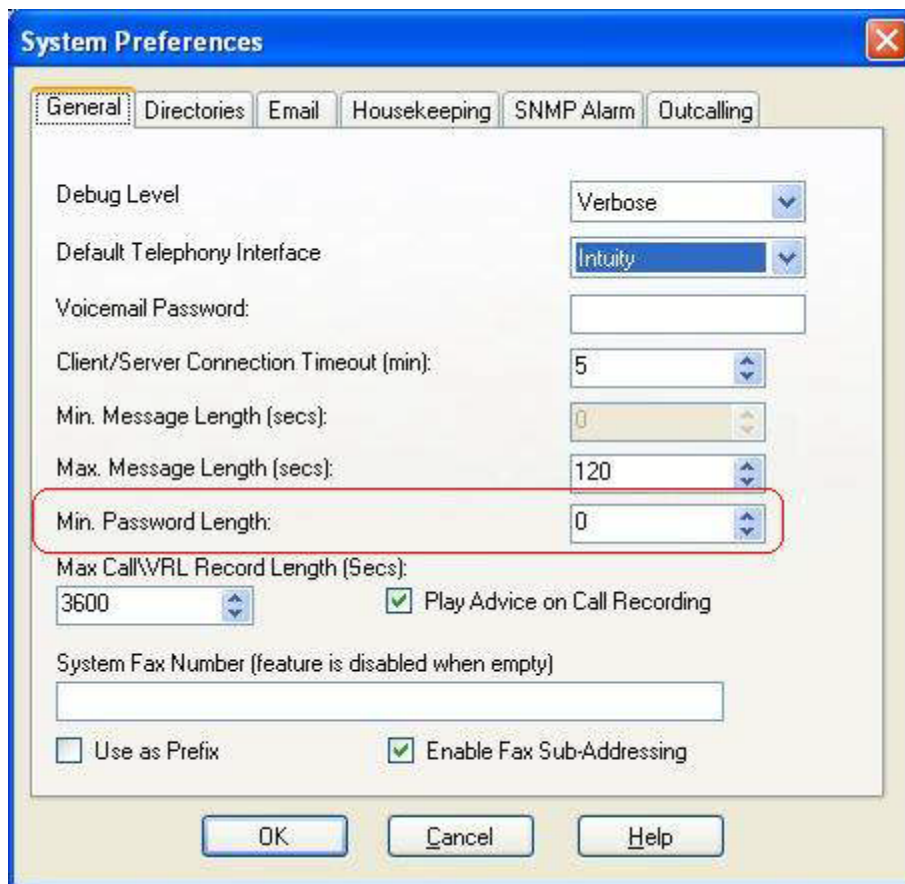 System Preferences
General Directories Email Housekeeping SNMP Alarm Outcalling
Debug Level Verbose
Default Telephony Interface Intuity
Voicemail Password:
Client/Server Connection Timeout (min): 5
Min. Message Length (secs): 0
Max. Message Length (secs): 120
Min. Password Length: 0
Max Call\VRL Record Length (Secs):
3600 Play Advice on Call Recording
System Fax Number (feature is disabled when empty)
Use as Prefix Enable Fax Sub-Addressing
OK Cancel Help